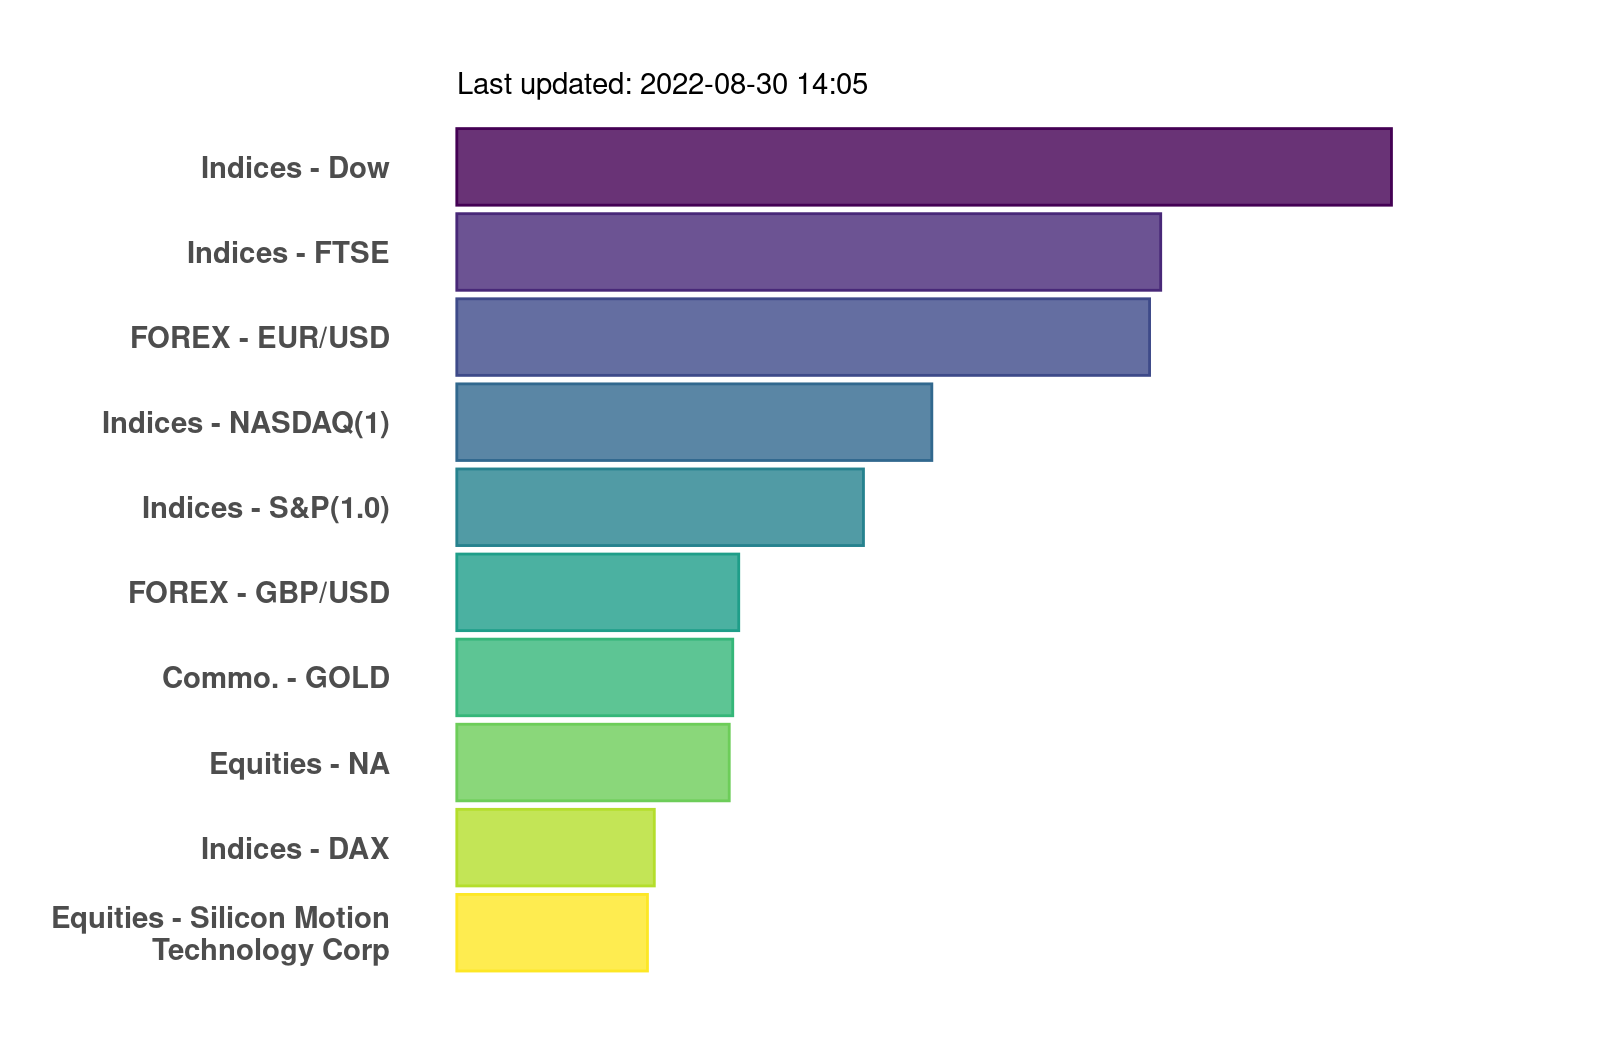 Last updated: 2022-08-30 14:05
Indices - Dow
Indices - FTSE
FOREX - EUR/USD
Indices - NASDAQ(1)
Indices - S&P(1.0)
FOREX - GBP/USD
Commo. - GOLD
Equities - NA
Indices - DAX
Equities - Silicon Motion
Technology Corp